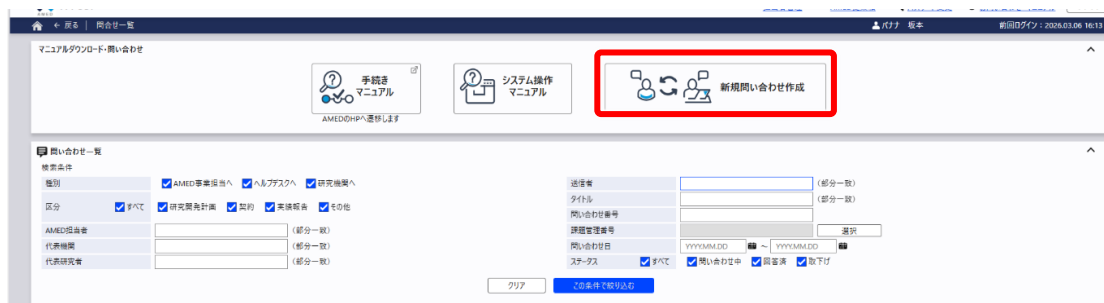 ← 戻る | 問合せ一覧 バナナ 坂本 前回ログイン : 2026.03.06 16:13
マニュアルダウンロード・問い合わせ
手続き
マニュアル
システム操作
マニュアル
新規問い合わせ作成
AMEDのHPへ遷移します
問い合わせ一覧
検索条件
種別 AMED事業担当へ ヘルプデスクへ 研究機関へ 送信者 (部分一致)
タイトル (部分一致)
区分 すべて 研究開発計画 契約 実績報告 その他 問い合わせ番号
AMED担当者 (部分一致) 課題管理番号 選択
代表機関 (部分一致) 問い合わせ日 YYYY.MM.DD ~ YYYY.MM.DD
代表研究者 (部分一致) ステータス すべて 問い合わせ中 回答済 取下げ
クリア この条件で絞り込む